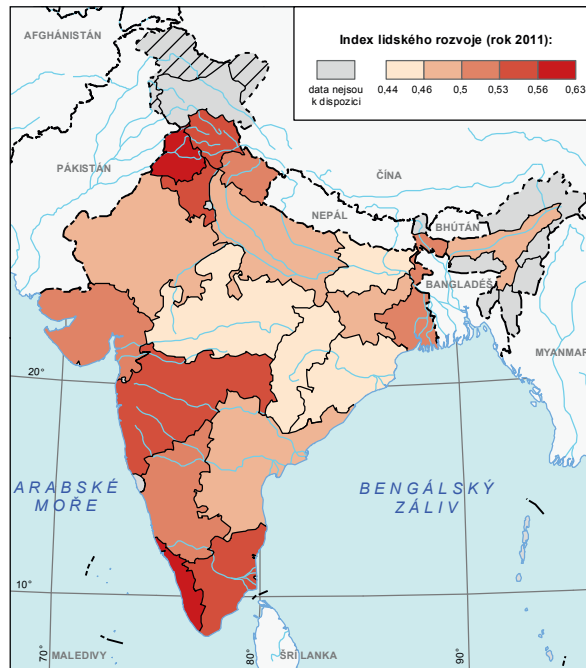 AFGHÁNISTÁN
Index lidského rozvoje (rok 2011):
data nejsou
k dispozici
0,44 0,46 0,5 0,53 0,56 0,63
PÁKISTÁN
ČÍNA
NEPÁL
BHÚTÁN
BANGLADÉŠ
MYANMAR
20°
ARABSKÉ
MOŘE
BENGÁLSKÝ
ZÁLIV
10°
70°
MALEDIVY
80°
ŠRÍ LANKA
90°